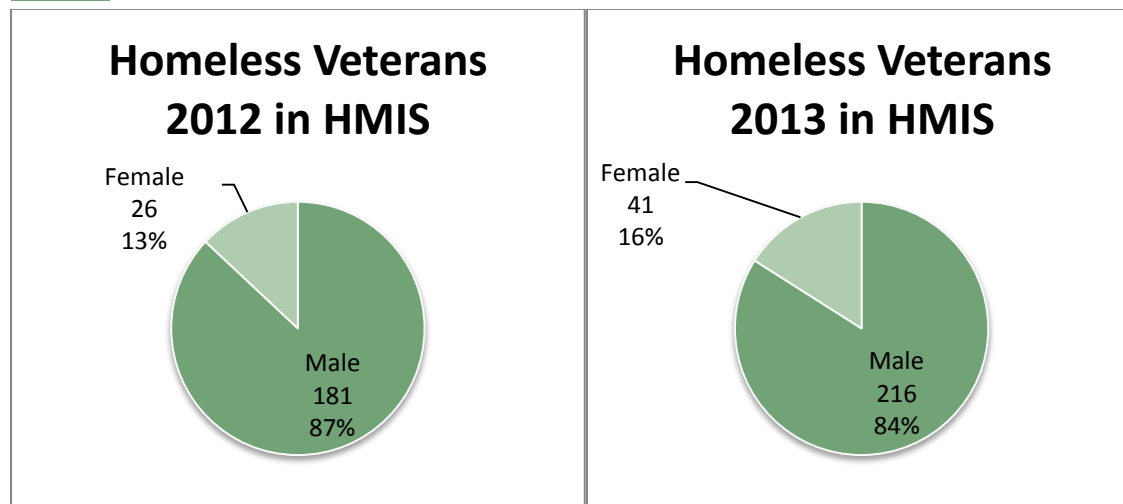 Homeless Veterans
2012 in HMIS
Female
26
13%
Male
181
87%
Homeless Veterans
2013 in HMIS
Female
41
16%
Male
216
84%